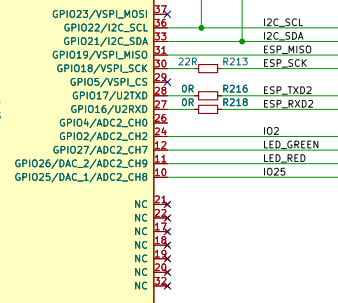 GPIO23/VSPI_MOSI 37
GPIO22/I2C_SCL 36 I2C_SCL
GPIO21/I2C_SDA 33 I2C_SDA
GPIO19/VSPI_MISO 31 ESP_MISO
GPIO18/VSPI_SCK 30 22R R213 ESP_SCK
GPIO5/VSPI_CS 29
GPIO17/U2TXD 28 0R R216 ESP_TXD2
GPIO16/U2RXD 27 0R R218 ESP_RXD2
GPIO4/ADC2_CH0 26
GPIO2/ADC2_CH2 24 IO2
GPIO27/ADC2_CH7 12 LED_GREEN
GPIO26/DAC_2/ADC2_CH9 11 LED_RED
GPIO25/DAC_1/ADC2_CH8 10 IO25
NC 21
NC 22
NC 17
NC 18
NC 19
NC 20
NC 32